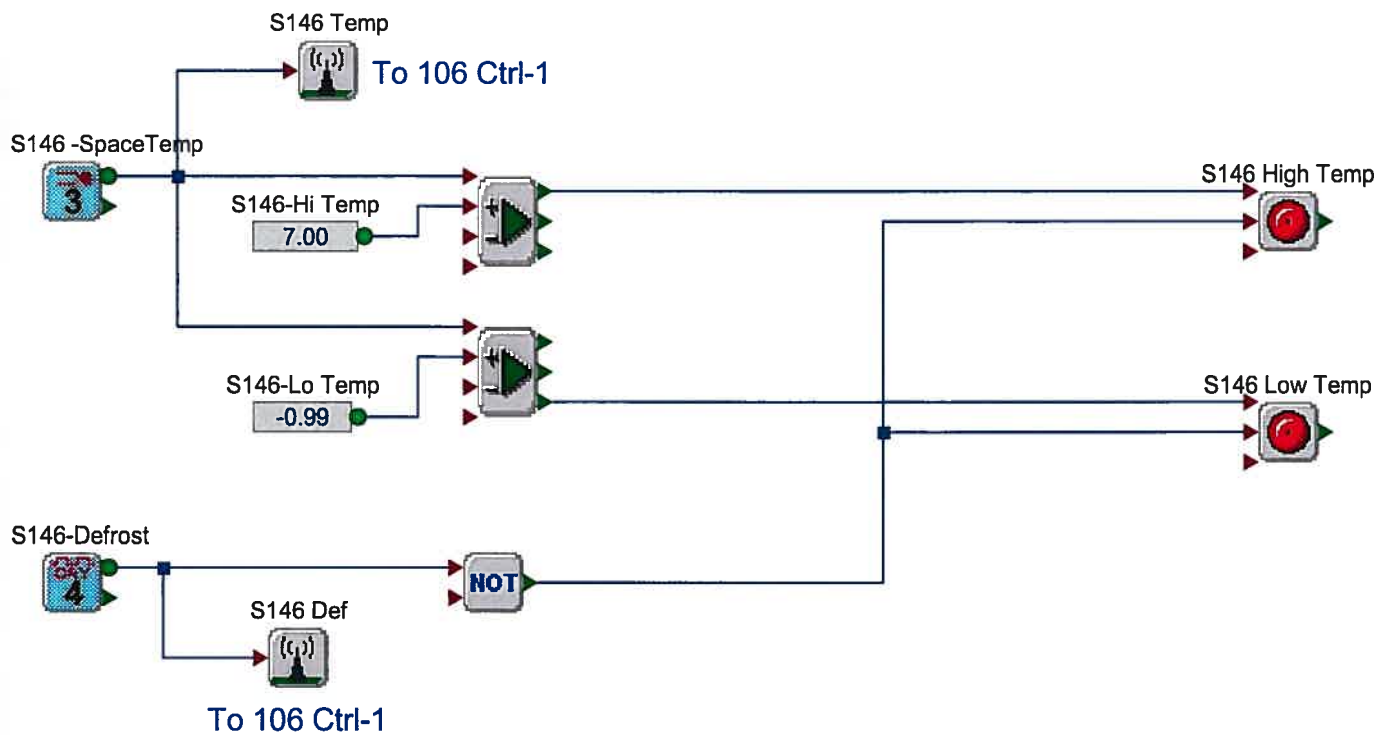 S146 Temp
To 106 Ctrl-1
S146 -SpaceTemp
3
S146-Hi Temp
7.00
S146 High Temp
S146-Lo Temp
-0.99
S146 Low Temp
S146-Defrost
4
NOT
S146 Def
To 106 Ctrl-1